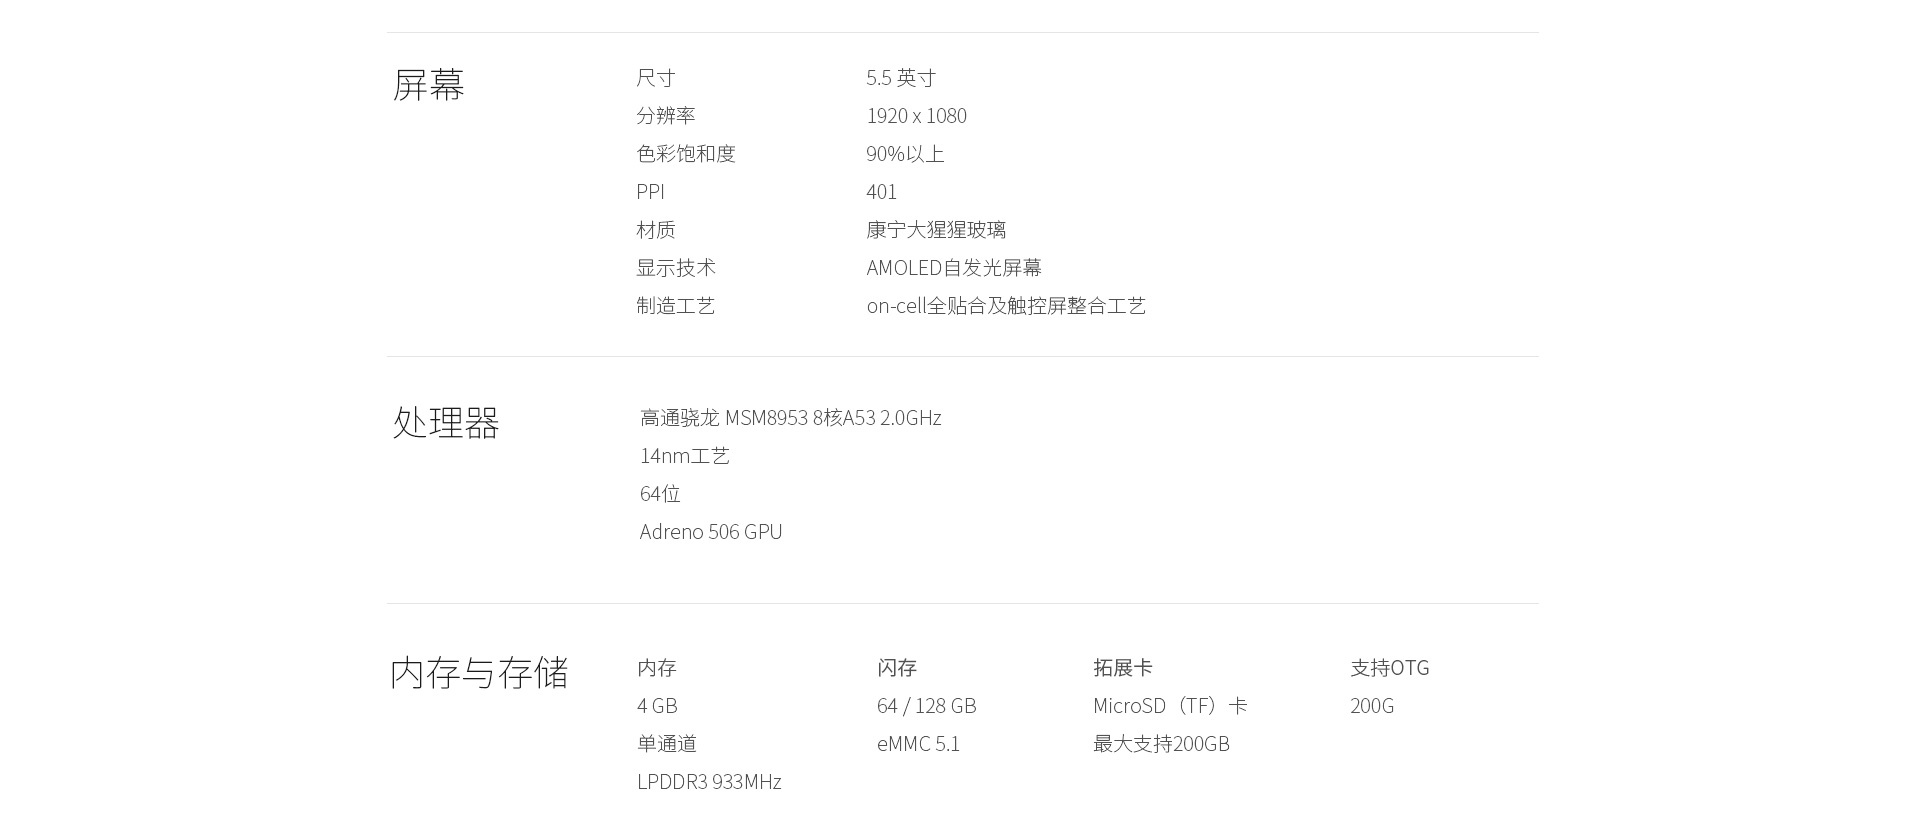 屏幕
尺寸 5.5 英寸
分辨率 1920 x 1080
色彩饱和度 90%以上
PPI 401
材质 康宁大猩猩玻璃
显示技术 AMOLED自发光屏幕
制造工艺 on-cell全贴合及触控屏整合工艺
处理器
高通骁龙 MSM8953 8核A53 2.0GHz
14nm工艺
64位
Adreno 506 GPU
内存与存储
内存 闪存 拓展卡 支持OTG
4 GB 64 / 128 GB MicroSD（TF）卡 200G
单通道 eMMC 5.1 最大支持200GB
LPDDR3 933MHz